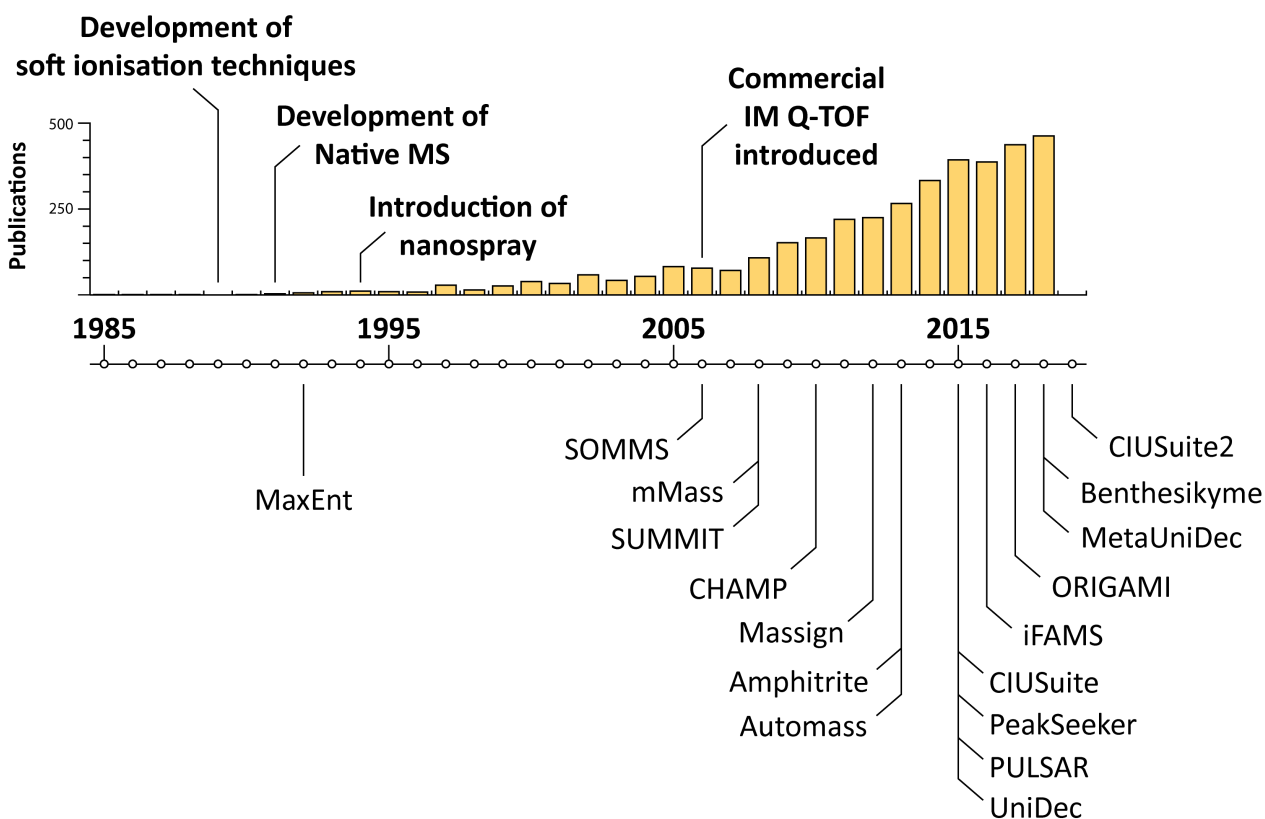 Development of
soft ionisation techniques
Development of
Native MS
Introduction of
nanospray
Commercial
IM Q-TOF
introduced
Publications
500
250
1985
1995
2005
2015
MaxEnt
SOMMS
mMass
SUMMIT
CHAMP
Massign
Amphitrite
Automass
CIUSuite2
Benthesikyme
MetaUniDec
ORIGAMI
iFAMS
CIUSuite
PeakSeeker
PULSAR
UniDec